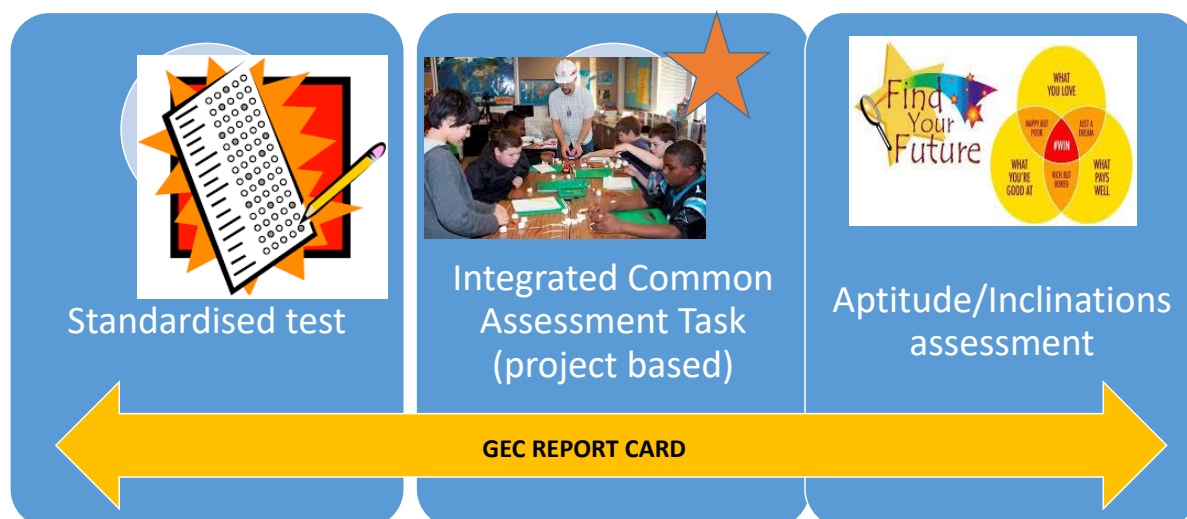 Standardised test
Integrated Common
Assessment Task
(project based)
Find
Your
Future
WHAT
YOU LOVE
HAPPY BUT
POOR
JUST A
DREAM
#WIN
WHAT
YOU'RE
GOOD AT
RICH BUT
BORED
WHAT
PAYS
WELL
Aptitude/Inclinations
assessment
GEC REPORT CARD